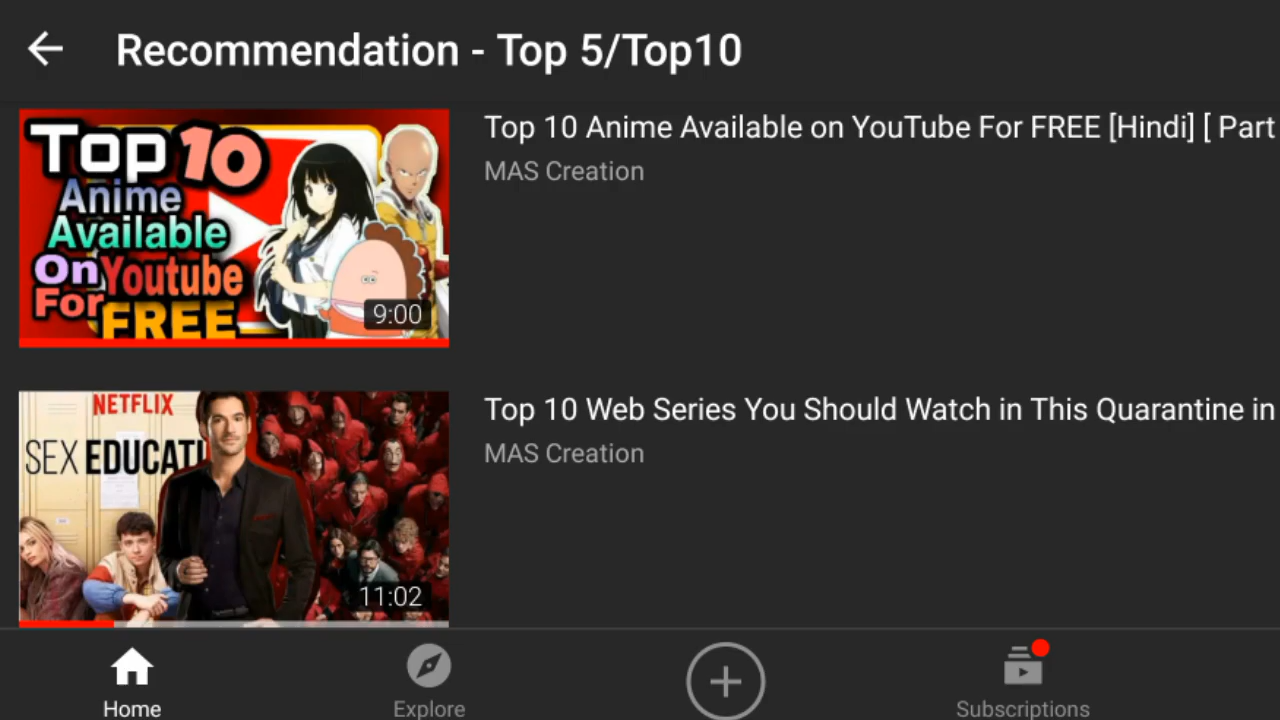 Recommendation - Top 5/Top10
Top 10
Anime
Available
On Youtube
For FREE
9:00
Top 10 Anime Available on YouTube For FREE [Hindi] [ Part
MAS Creation
NETFLIX
SEX EDUCATI
11:02
Top 10 Web Series You Should Watch in This Quarantine in
MAS Creation
Home
Explore
Subscriptions